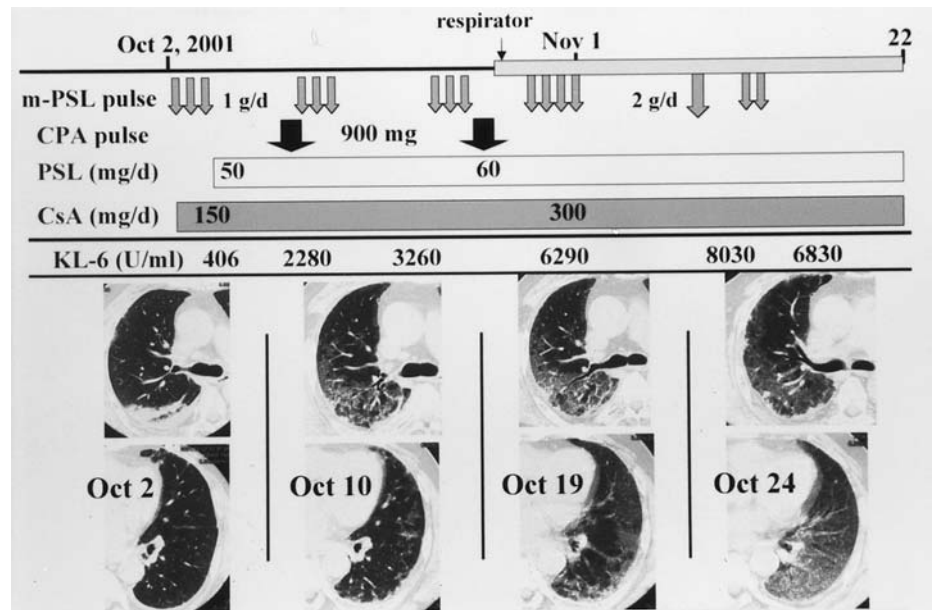 respirator
Oct 2, 2001 Nov 1 22
m-PSL pulse 1 g/d 2 g/d
CPA pulse 900 mg
PSL (mg/d) 50 60
CsA (mg/d) 150 300
KL-6 (U/ml) 406 2280 3260 6290 8030 6830
Oct 2 Oct 10 Oct 19 Oct 24